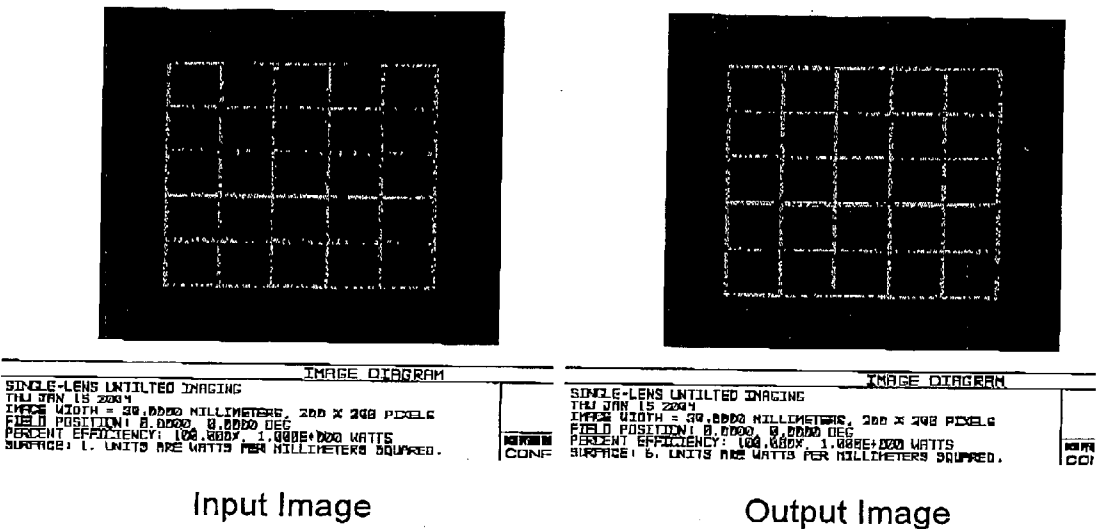 IMAGE DIAGRAM
SINGLE-LENS UNTILTED IMAGING
THU JAN 15 2004
IMAGE WIDTH = 30.0000 MILLIMETERS, 200 X 200 PIXELS
FIELD POSITION: 0.0000, 0.0000 DEG
PERCENT EFFICIENCY: 100.000%, 1.000E+000 WATTS
SURFACE: 1. UNITS ARE WATTS PER MILLIMETERS SQUARED.
CONF
Input Image
IMAGE DIAGRAM
SINGLE-LENS UNTILTED IMAGING
THU JAN 15 2004
IMAGE WIDTH = 30.0000 MILLIMETERS, 200 X 200 PIXELS
FIELD POSITION: 0.0000, 0.0000 DEG
PERCENT EFFICIENCY: 100.000%, 1.000E+000 WATTS
SURFACE: 6. UNITS ARE WATTS PER MILLIMETERS SQUARED.
Output Image